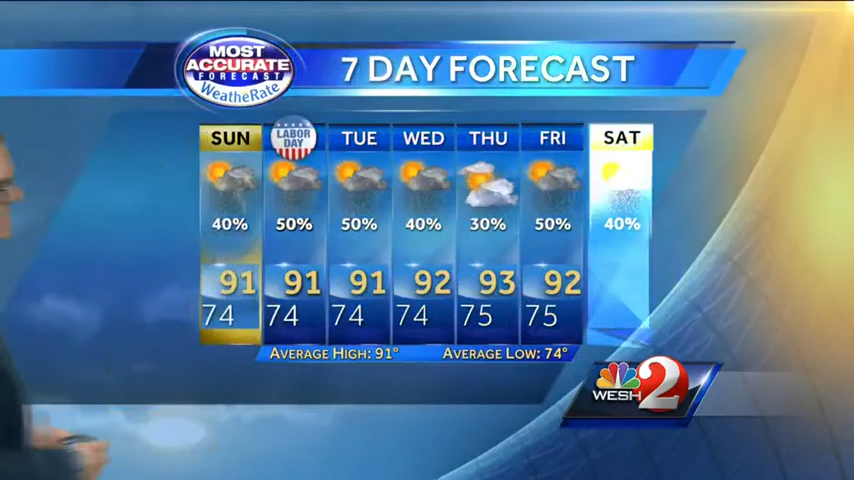 MOST
ACCURATE
FORECAST
WeatheRate
7 DAY FORECAST
SUN LABOR DAY TUE WED THU FRI SAT
40% 50% 50% 40% 30% 50% 40%
91 91 91 92 93 92
74 74 74 74 75 75
AVERAGE HIGH: 91° AVERAGE LOW: 74°
WESH 2